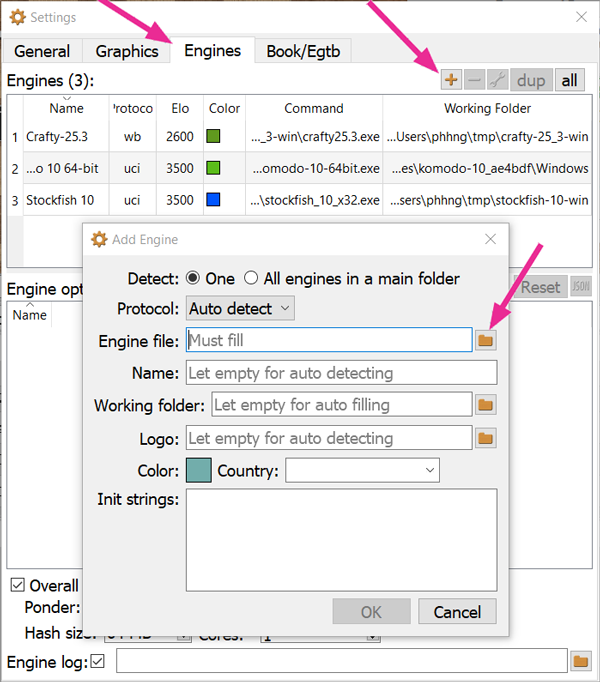 Settings
General Graphics Engines Book/Egtb
Engines (3): dup all
Name rotoco Elo Color Command Working Folder
1 Crafty-25.3 wb 2600 ..._3-win\crafty25.3.exe ...Users\phhng\tmp\crafty-25_3-win
2 ...o 10 64-bit uci 3500 ...omodo-10-64bit.exe ...es\komodo-10_ae4bdf\Windows
3 Stockfish 10 uci 3500 ...\stockfish_10_x32.exe ...sers\phhng\tmp\stockfish-10-win
Add Engine
Detect: One All engines in a main folder
Engine opt Reset JSON
Protocol: Auto detect
Name
Engine file: Must fill
Name: Let empty for auto detecting
Working folder: Let empty for auto filling
Logo: Let empty for auto detecting
Color: Country:
Init strings:
Overall
Ponder:
OK Cancel
Hash size: Cores:
Engine log: